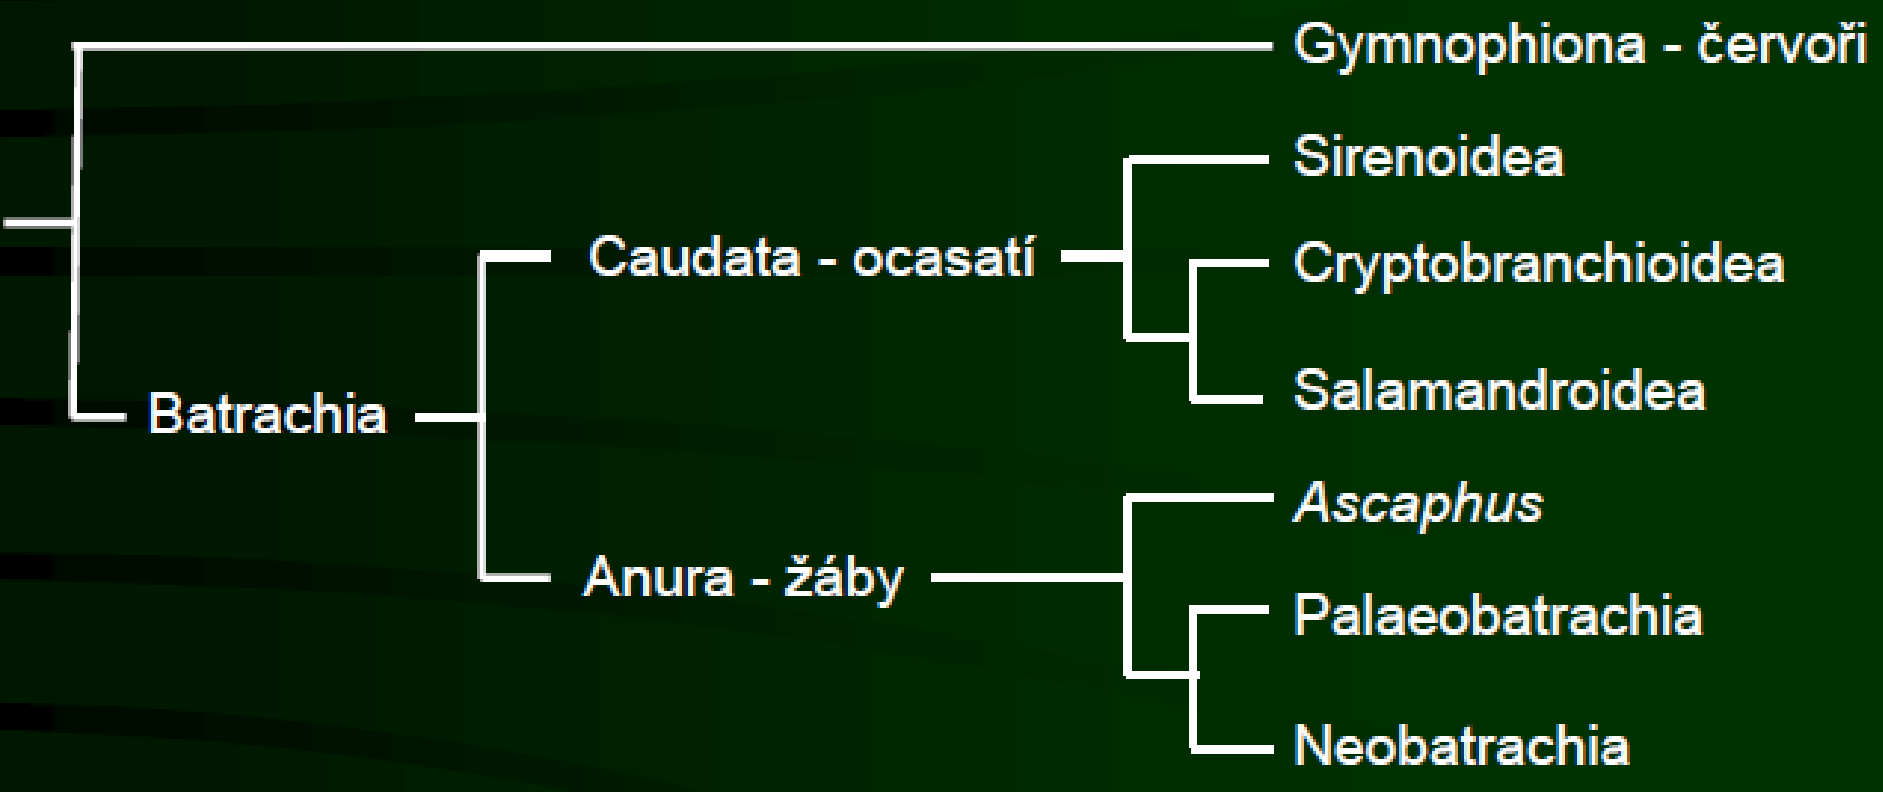 Gymnophiona - červoři
Sirenoidea
Caudata - ocasatí
Cryptobranchioidea
Salamandroidea
Batrachia
Ascaphus
Anura - žáby
Palaeobatrachia
Neobatrachia